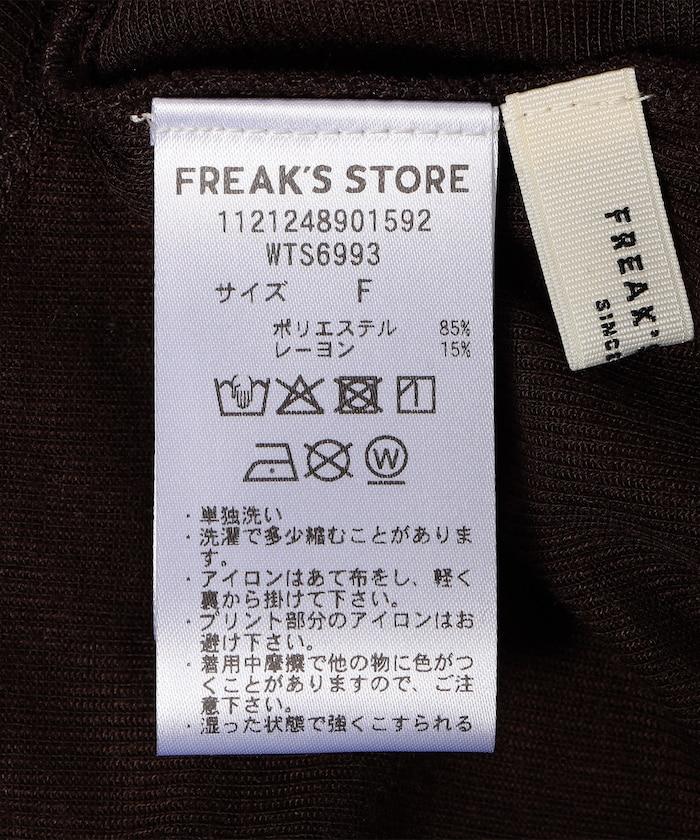 FREAK'S STORE
1121248901592
WTS6993
サイズ F
ポリエステル 85%
レーヨン 15%
W
・単独洗い
・洗濯で多少縮むことがありま
す。
・アイロンはあて布をし、軽く
裏から掛けて下さい。
・プリント部分のアイロンはお
避け下さい。
・着用中摩擦で他の物に色がつ
くことがありますので、ご注
意下さい。
・湿った状態で強くこすられる
FREAK'
SINCE